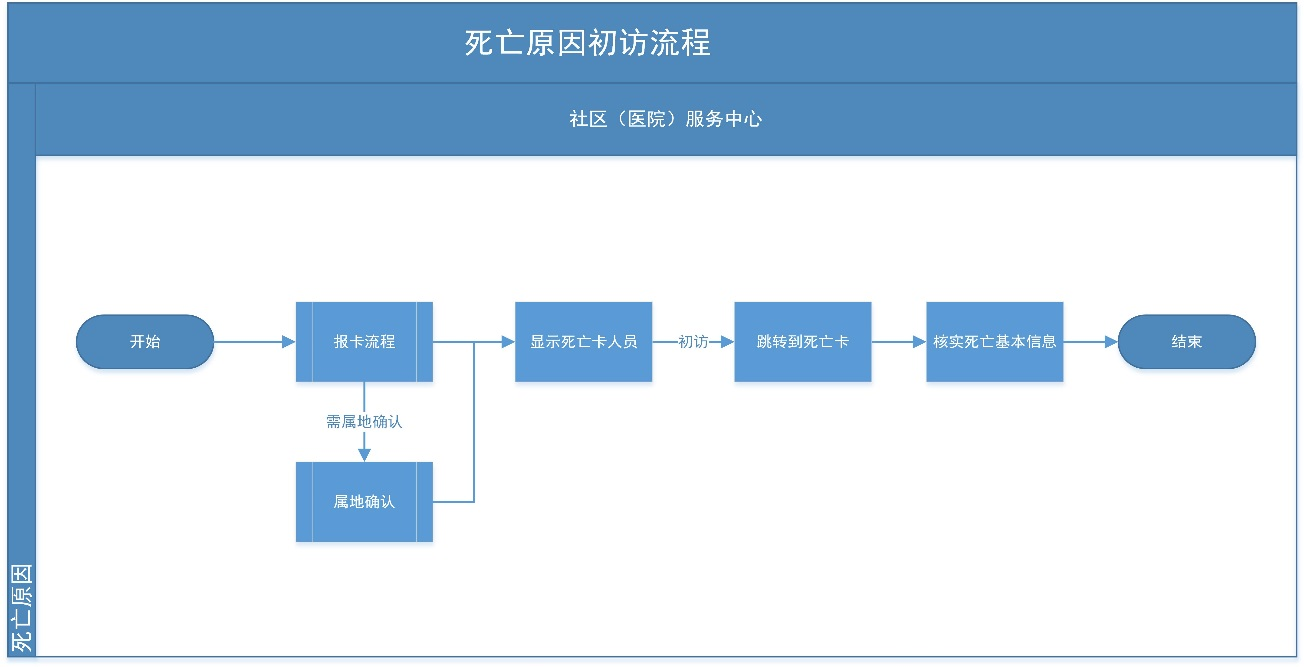 死亡原因初访流程
社区（医院）服务中心
开始
报卡流程
显示死亡卡人员
初访
跳转到死亡卡
核实死亡基本信息
结束
需属地确认
属地确认
死亡原因